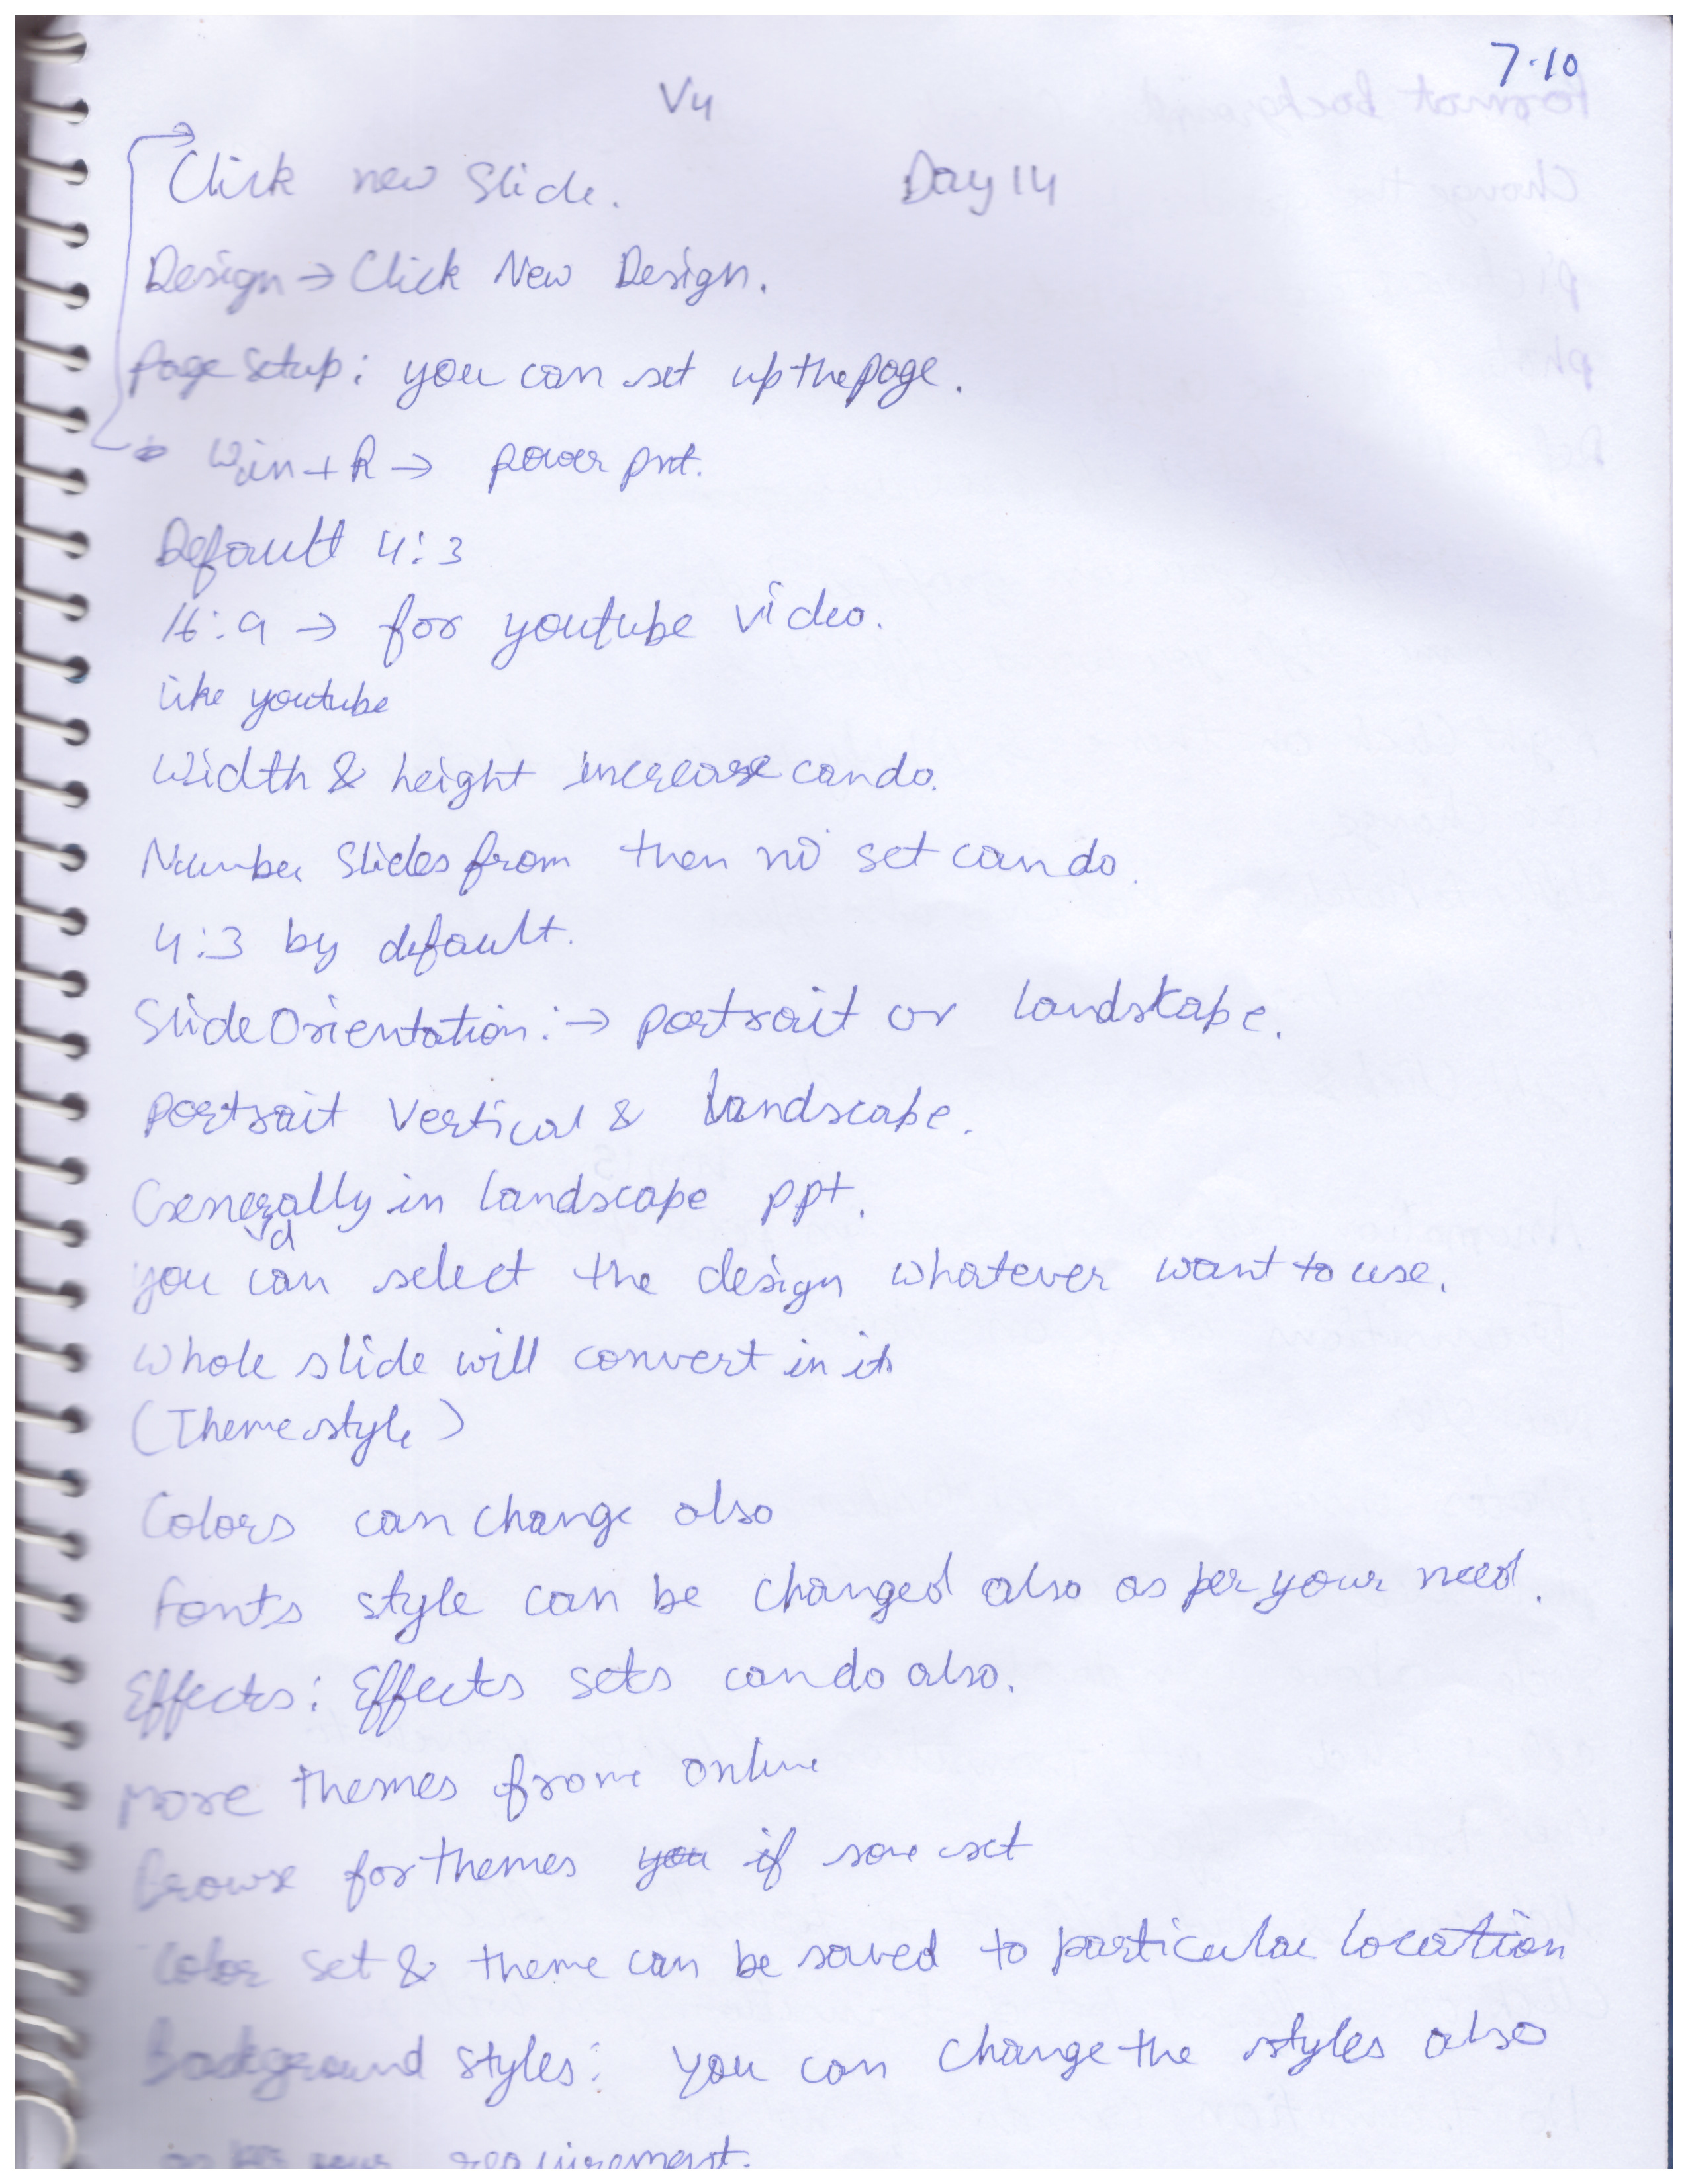 7.10
V4
Click new Slide. Day 14
Design → Click New Design.
Page Setup: you can set up the page.
Win + R → power pnt.
Default 4:3
16:9 → for youtube video.
like youtube
Width & height increase can do.
Number Slides from then no set can do.
4:3 by default.
Slide Orientation: → portrait or landskape.
Portrait Vertical & landscape.
Generally in landscape ppt.
you can select the design whatever want to use.
Whole slide will convert in it
(Theme style)
Colors can change also
Fonts style can be changed also as per your need.
Effects: Effects sets can do also.
More themes from online
Browse for themes you if save set
Color set & theme can be saved to particular location
Background styles: you can change the styles also
as per your requirement.